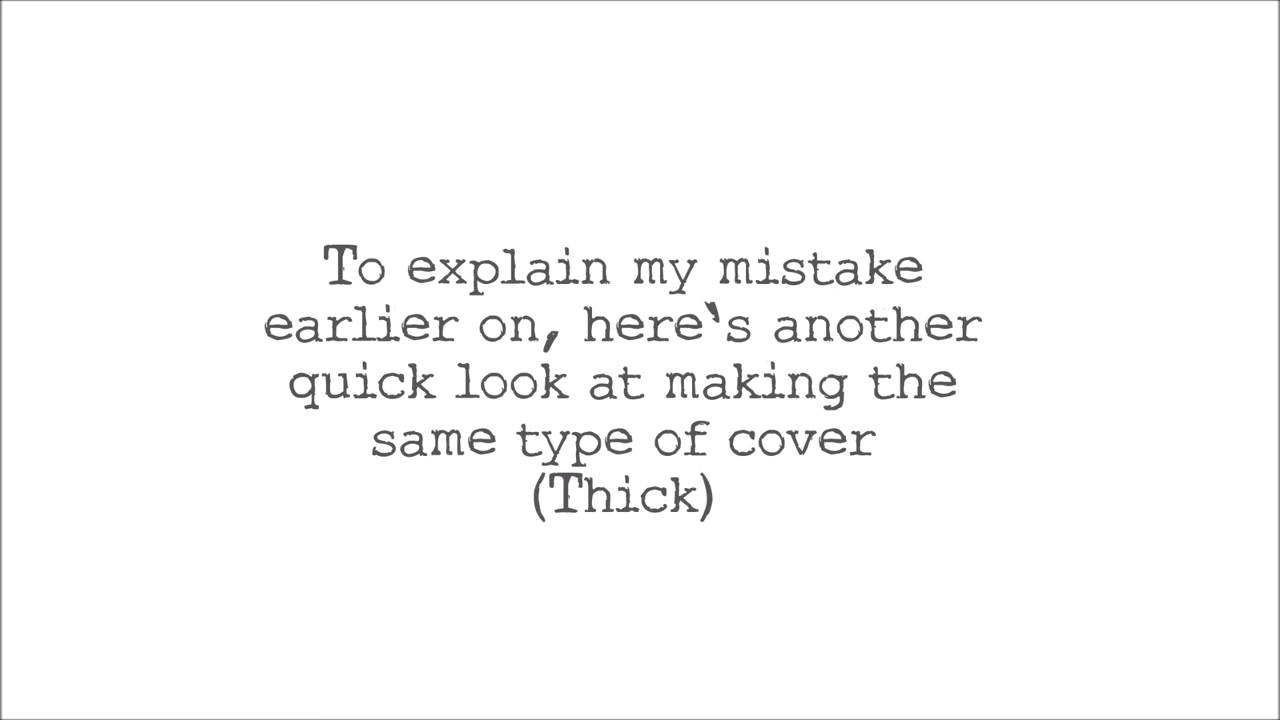 To explain my mistake
earlier on, here's another
quick look at making the
same type of cover
(Thick)